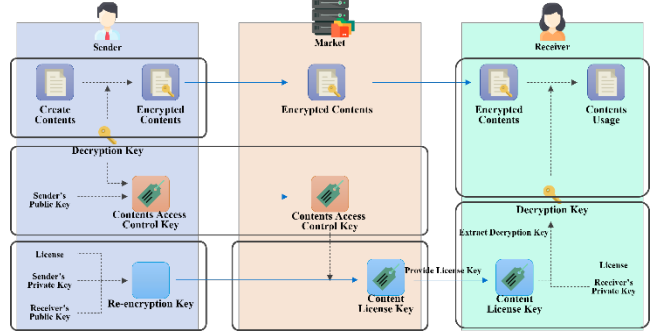 Sender
Market
Receiver
Create
Contents
Encrypted
Contents
Encrypted Contents
Encrypted
Contents
Contents
Usage
Decryption Key
Sender's
Public Key
Contents Access
Control Key
Contents Access
Control Key
Decryption Key
License
Sender's
Private Key
Receiver's
Public Key
Re-encryption Key
Content
License Key
Provide License Key
Extract Decryption Key
Content
License Key
License
Receiver's
Private Key